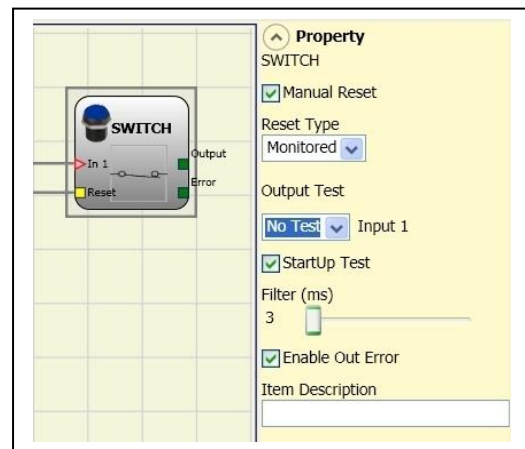 SWITCH
In 1
Reset
Output
Error
Property
SWITCH
Manual Reset
Reset Type
Monitored
Output Test
No Test Input 1
StartUp Test
Filter (ms)
3
Enable Out Error
Item Description